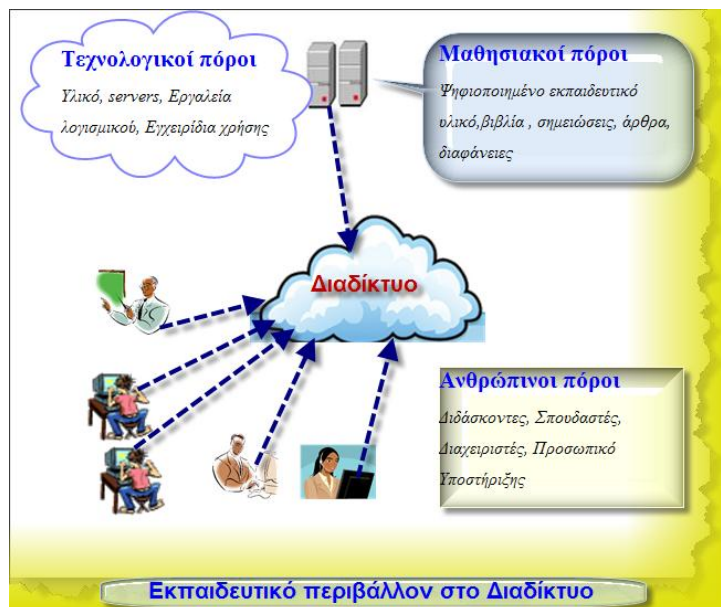 Τεχνολογικοί πόροι
Υλικό, servers, Εργαλεία
λογισμικού, Εγχειρίδια χρήσης
Μαθησιακοί πόροι
Ψηφιοποιημένο εκπαιδευτικό
υλικό,βιβλία , σημειώσεις, άρθρα,
διαφάνειες
Διαδίκτυο
Ανθρώπινοι πόροι
Διδάσκοντες, Σπουδαστές,
Διαχειριστές, Προσωπικό
Υποστήριξης
Εκπαιδευτικό περιβάλλον στο Διαδίκτυο